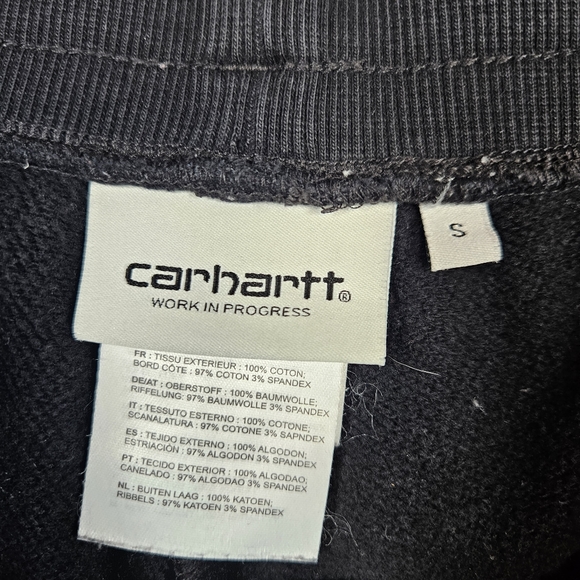 carhartt®
WORK IN PROGRESS
S
FR : TISSU EXTERIEUR : 100% COTON;
BORD CÔTE : 97% COTON 3% SPANDEX
DE/AT : OBERSTOFF : 100% BAUMWOLLE;
RIFFELUNG: 97% BAUMWOLLE 3% SPANDEX
IT : TESSUTO ESTERNO : 100% COTONE;
SCANALATURA : 97% COTONE 3% SAPNDEX
ES : TEJIDO EXTERNO : 100% ALGODON;
ESTRIACIÓN : 97% ALGODON 3% SPANDEX
PT : TECIDO EXTERIOR : 100% ALGODAO;
CANELADO : 97% ALGODAO 3% SPANDEX
NL : BUITEN LAAG : 100% KATOEN;
RIBBELS : 97% KATOEN 3% SPANDEX